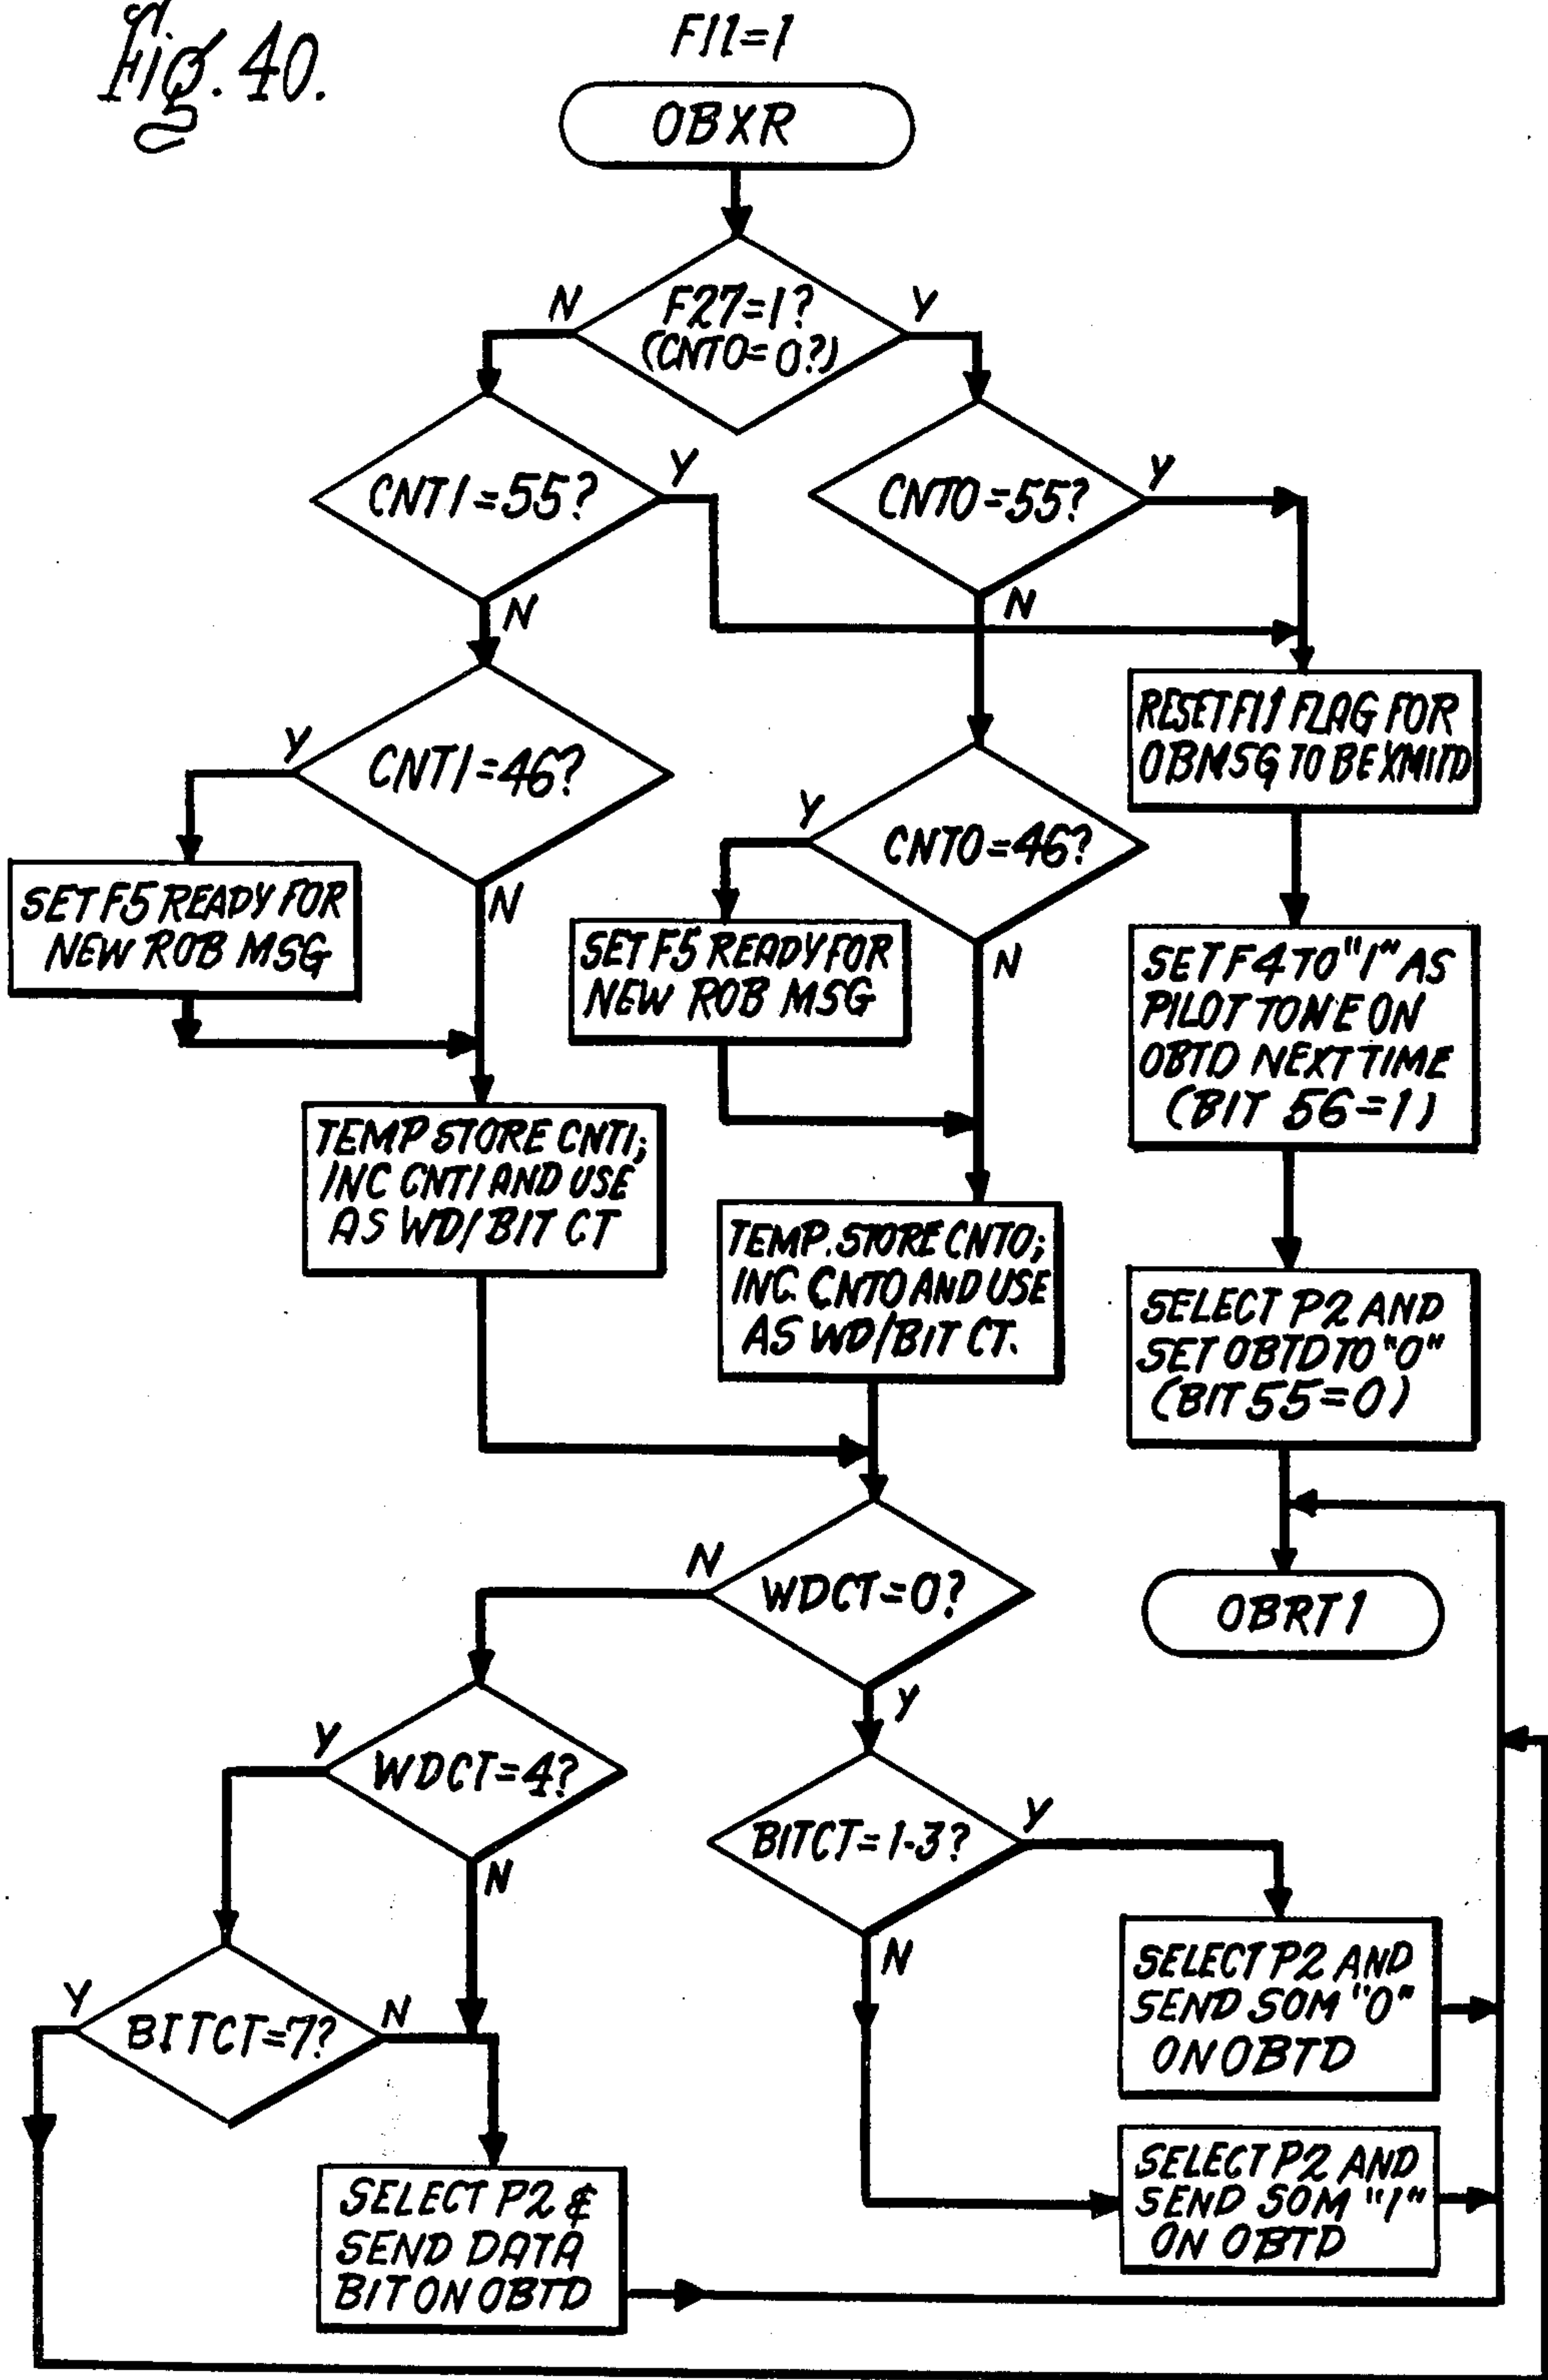 Fig. 40.
F11=1
OBXR
N
F27=1?
Y
(CNT0=0?)
CNT1=55?
Y
CNT0=55?
Y
N
N
CNT1=46?
Y
RESET F11 FLAG FOR
OBMSG TO BE XMITD
CNT0=46?
Y
SET F5 READY FOR
NEW ROB MSG
N
SET F5 READY FOR
NEW ROB MSG
N
SET F4 TO "1" AS
PILOT TONE ON
OBTD NEXT TIME
(BIT 56=1)
TEMP STORE CNT1;
INC CNT1 AND USE
AS WD/BIT CT
TEMP. STORE CNT0;
INC. CNT0 AND USE
AS WD/BIT CT.
SELECT P2 AND
SET OBTD TO "0"
(BIT 55=0)
N
WDCT=0?
OBRT1
Y
Y
WDCT=4?
BITCT=1-3?
Y
N
N
SELECT P2 AND
SEND SOM "0"
ON OBTD
Y
BITCT=7?
N
SELECT P2 AND
SEND SOM "1"
ON OBTD
SELECT P2 &
SEND DATA
BIT ON OBTD